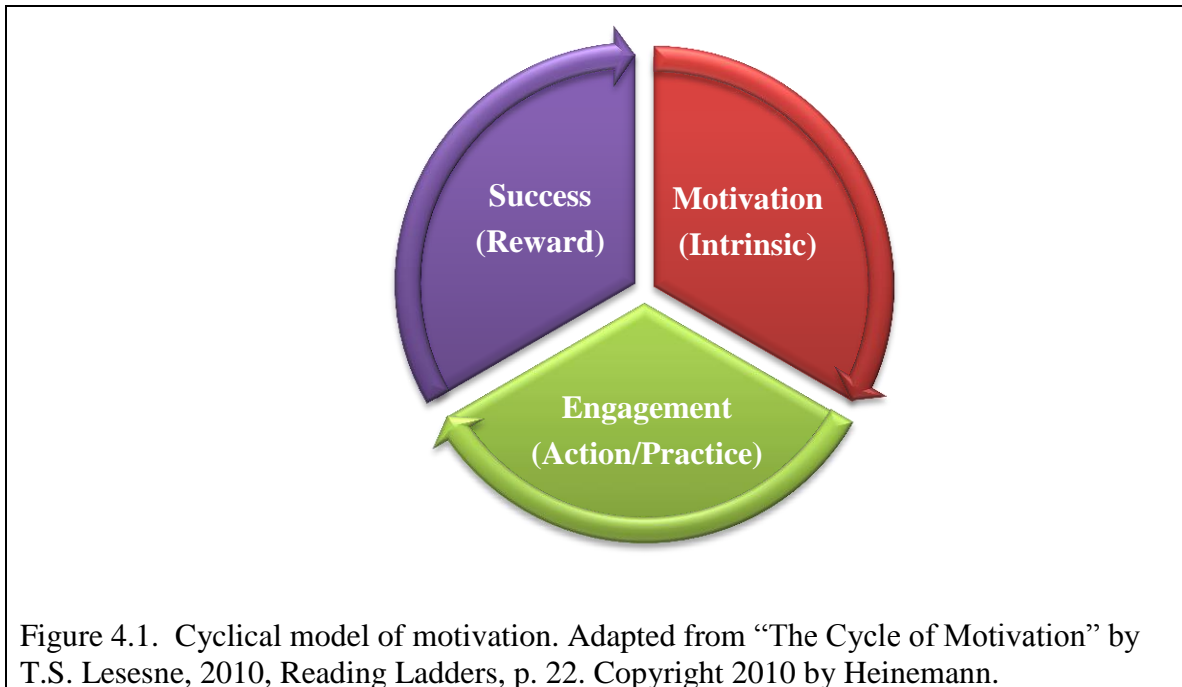 Success
(Reward)
Motivation
(Intrinsic)
Engagement
(Action/Practice)
Figure 4.1.  Cyclical model of motivation. Adapted from “The Cycle of Motivation” by
T.S. Lesesne, 2010, Reading Ladders, p. 22. Copyright 2010 by Heinemann.